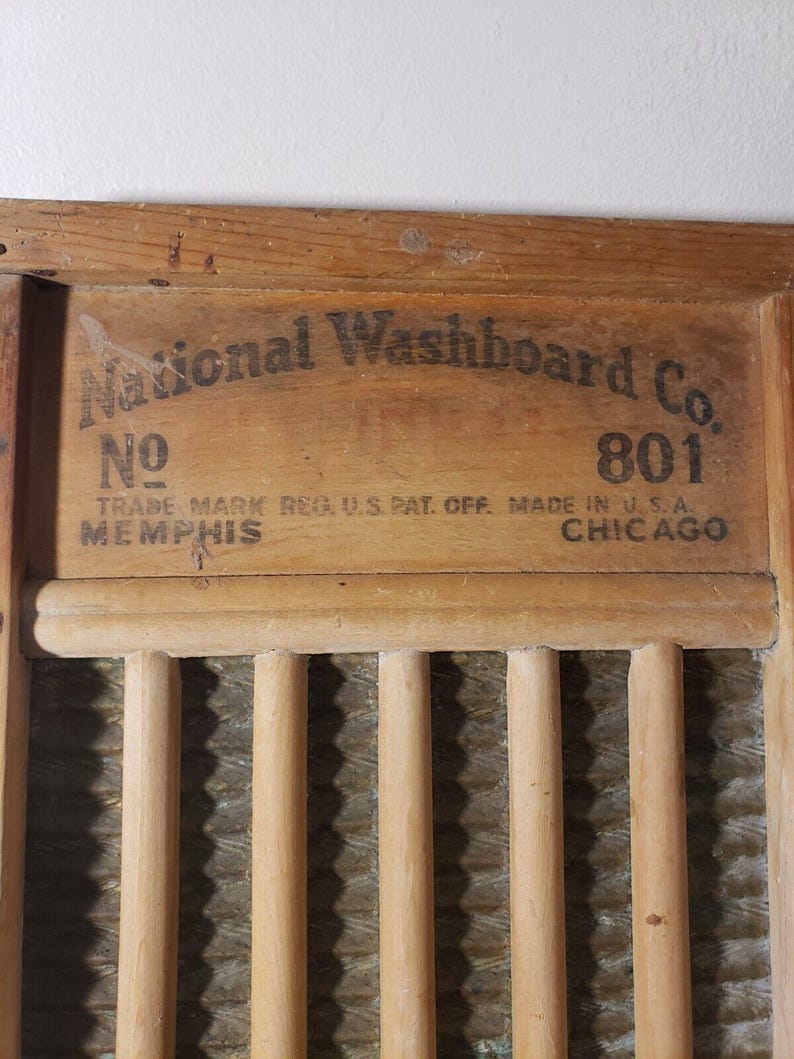 National Washboard Co.
No 801
TRADE MARK REG. U.S. PAT. OFF. MADE IN U.S.A.
MEMPHIS CHICAGO